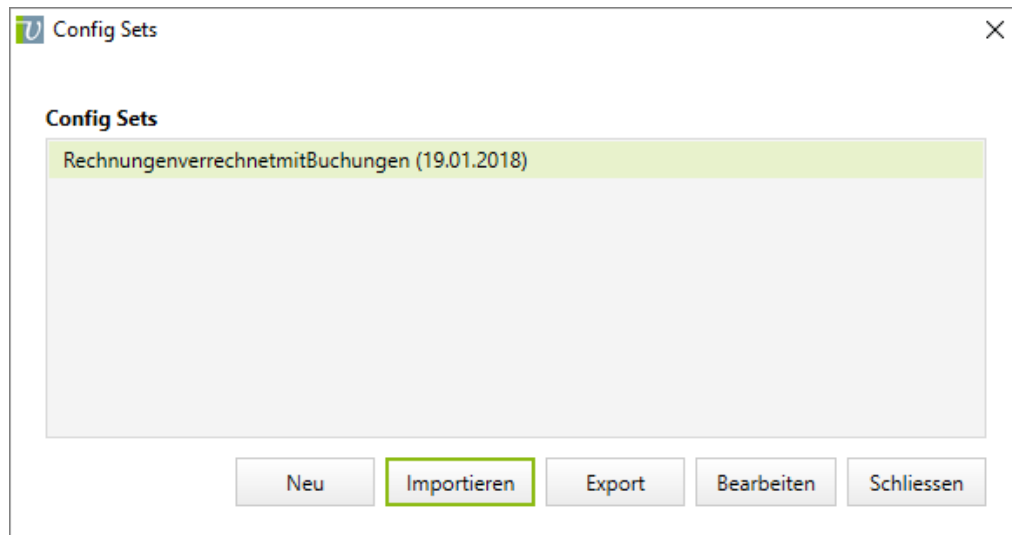 Config Sets
Config Sets
RechnungenverrechnetmitBuchungen (19.01.2018)
Neu Importieren Export Bearbeiten Schliessen